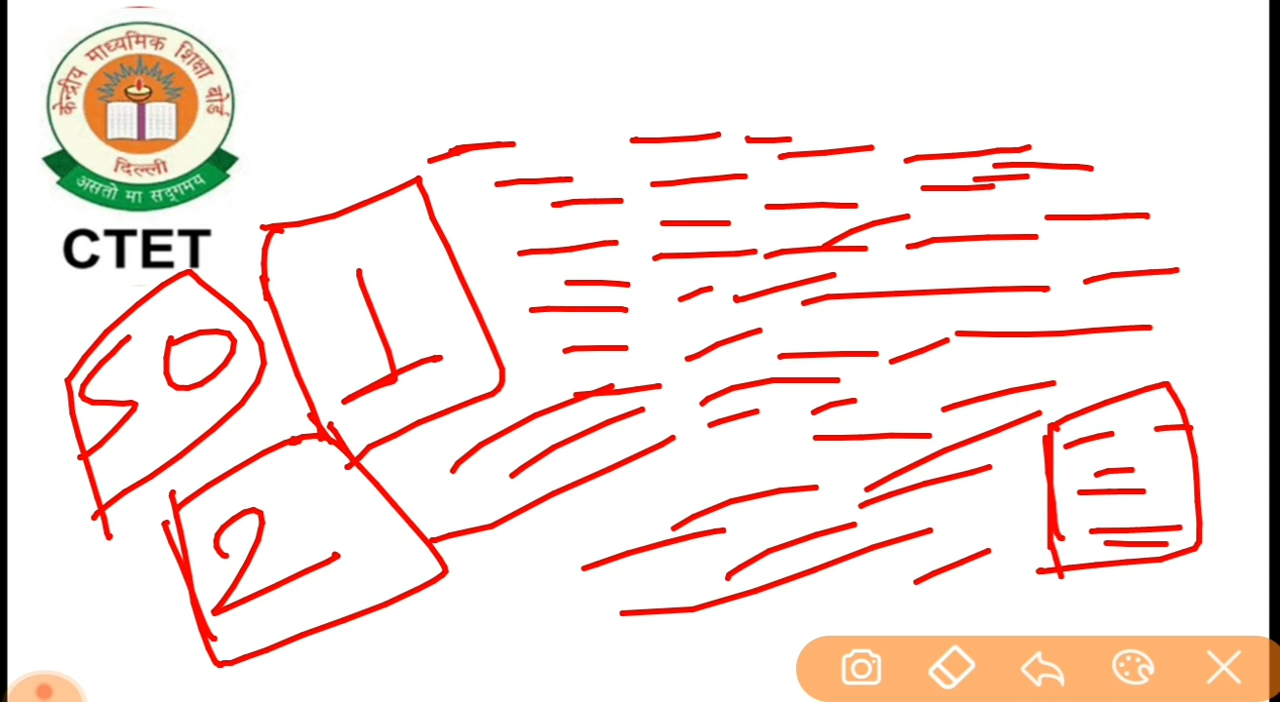 केन्द्रीय माध्यमिक शिक्षा बोर्ड
दिल्ली
असतो मा सद्गमय
CTET
50
1
2